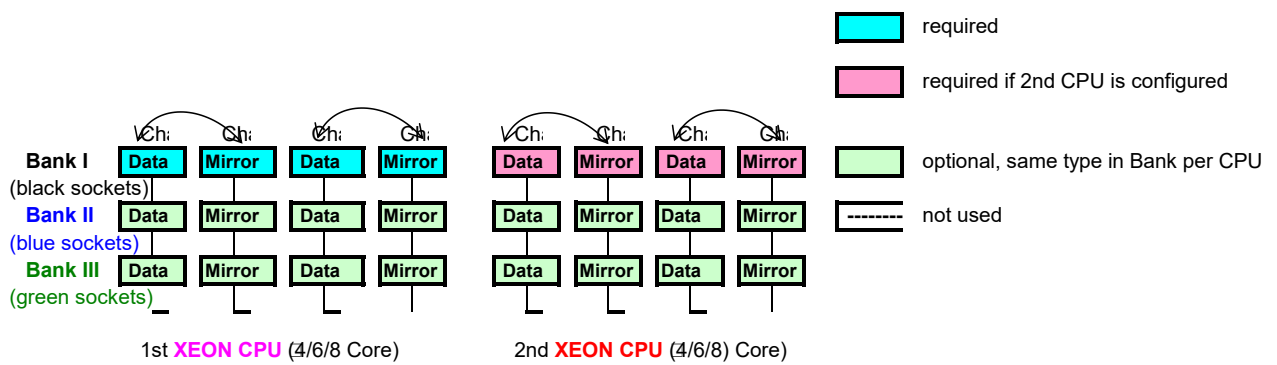 required
required if 2nd CPU is configured
Bank I Data Mirror Data Mirror Data Mirror Data Mirror optional, same type in Bank per CPU
(black sockets)
Bank II Data Mirror Data Mirror Data Mirror Data Mirror -------- not used
(blue sockets)
Bank III Data Mirror Data Mirror Data Mirror Data Mirror
(green sockets)
1st XEON CPU (4/6/8 Core) 2nd XEON CPU (4/6/8) Core)